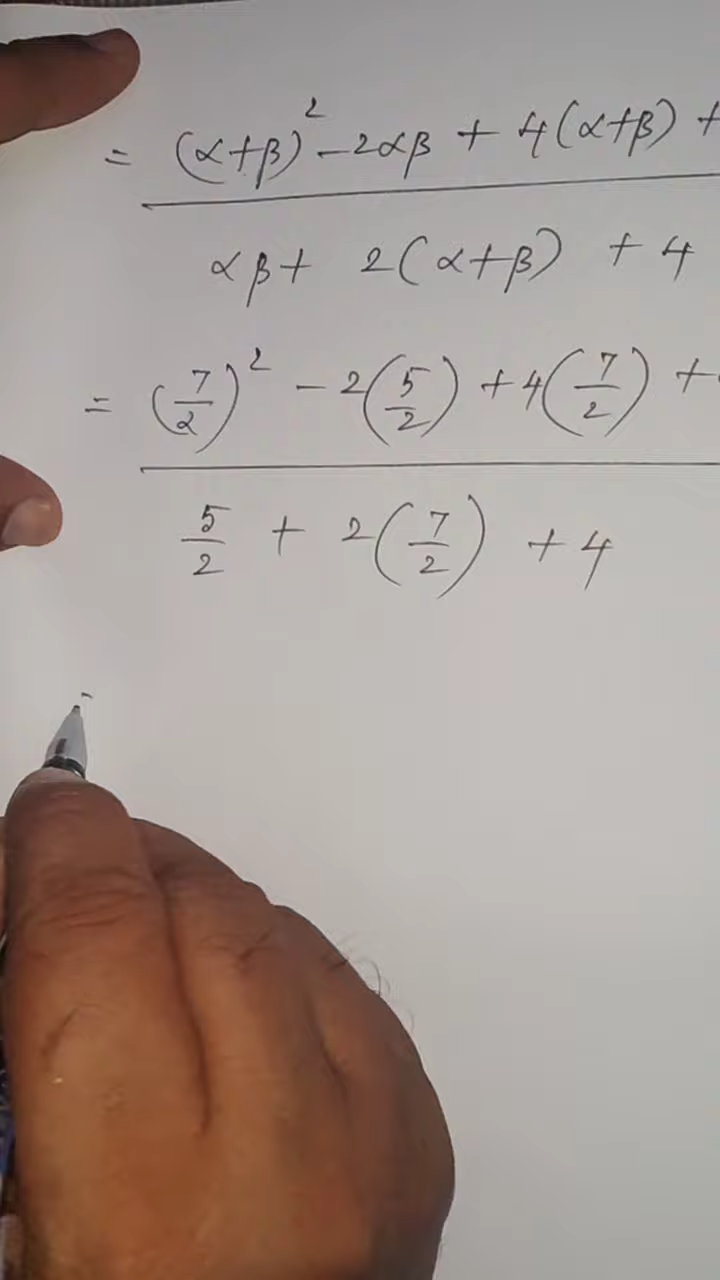 = (α+β)² - 2αβ + 4(α+β) +
αβ + 2(α+β) + 4
= (7/2)² - 2(5/2) + 4(7/2) +
5/2 + 2(7/2) + 4